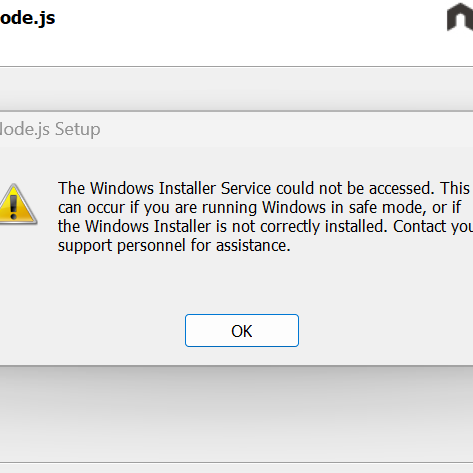 ode.js
ode.js Setup
The Windows Installer Service could not be accessed. This
can occur if you are running Windows in safe mode, or if
the Windows Installer is not correctly installed. Contact you
support personnel for assistance.
OK